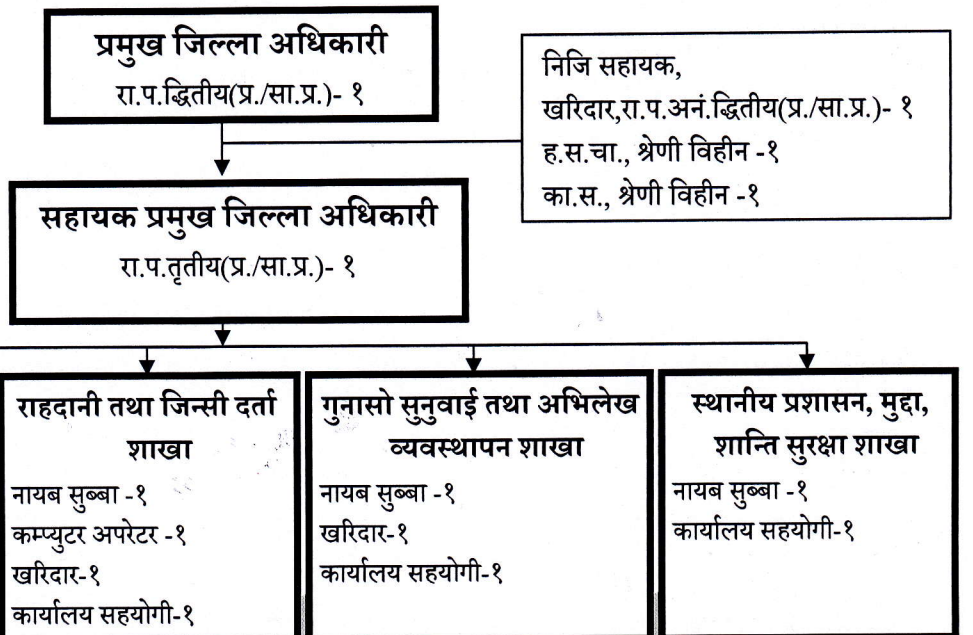 प्रमुख जिल्ला अधिकारी
रा.प.द्धितीय(प्र./सा.प्र.)- १
निजि सहायक,
खरिदार,रा.प.अनं.द्धितीय(प्र./सा.प्र.)- १
ह.स.चा., श्रेणी विहीन -१
का.स., श्रेणी विहीन -१
सहायक प्रमुख जिल्ला अधिकारी
रा.प.तृतीय(प्र./सा.प्र.)- १
राहदानी तथा जिन्सी दर्ता
शाखा
नायब सुब्बा -१
कम्प्युटर अपरेटर -१
खरिदार-१
कार्यालय सहयोगी-१
गुनासो सुनुवाई तथा अभिलेख
व्यवस्थापन शाखा
नायब सुब्बा -१
खरिदार-१
कार्यालय सहयोगी-१
स्थानीय प्रशासन, मुद्दा,
शान्ति सुरक्षा शाखा
नायब सुब्बा -१
कार्यालय सहयोगी-१